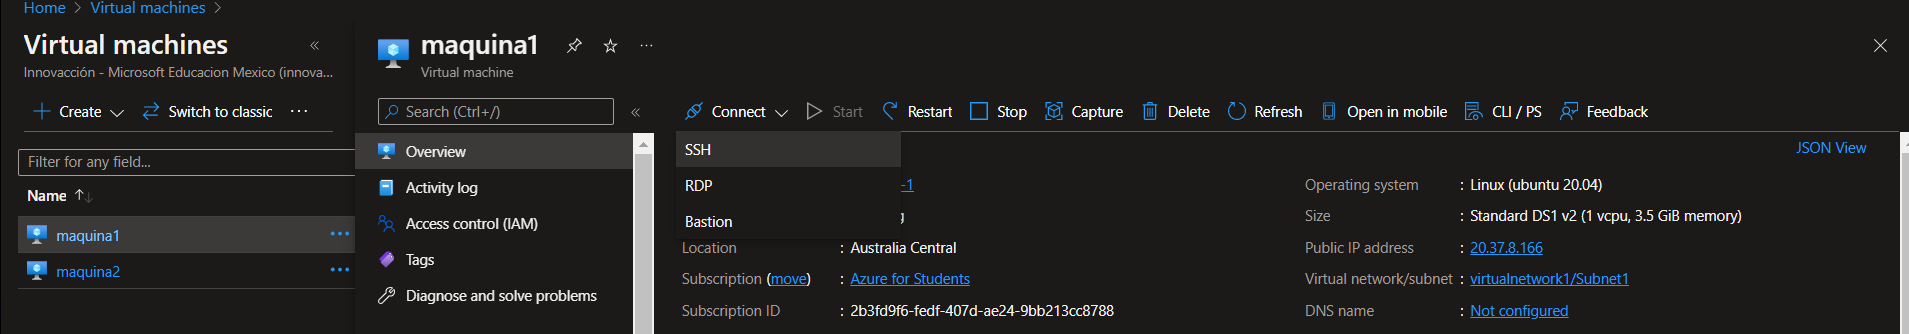 Home > Virtual machines >
Virtual machines «
Innovacción - Microsoft Educacion Mexico (innova...
Create Switch to classic ···
Filter for any field...
Name ↑↓
maquina1 ···
maquina2 ···
maquina1 ···
Virtual machine
Search (Ctrl+/) «
Overview
Activity log
Access control (IAM)
Tags
Diagnose and solve problems
Connect Start Restart Stop Capture Delete Refresh Open in mobile CLI / PS Feedback
SSH
RDP
Bastion
JSON View
-1
g
Location : Australia Central
Subscription (move) : Azure for Students
Subscription ID : 2b3fd9f6-fedf-407d-ae24-9bb213cc8788
Operating system : Linux (ubuntu 20.04)
Size : Standard DS1 v2 (1 vcpu, 3.5 GiB memory)
Public IP address : 20.37.8.166
Virtual network/subnet : virtualnetwork1/Subnet1
DNS name : Not configured